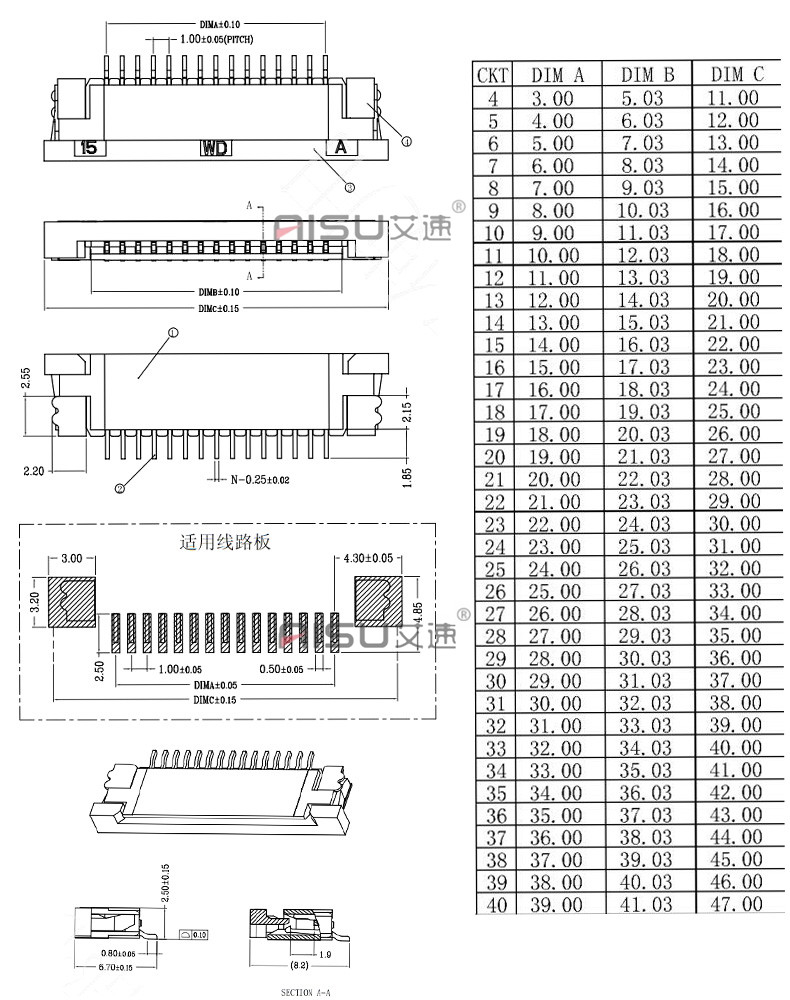 DIMA±0.10
1.00±0.05(PITCH)
1
15 WD A
3
A
AISU艾速®
A
DIMB±0.10
DIMC±0.15
1
2.55
2.15
2.20
1.85
N-0.25±0.02
2
适用线路板
3.00
4.30±0.05
3.20
4.85
AISU艾速®
2.50
1.00±0.05
0.50±0.05
DIMA±0.05
DIMC±0.15
2.50±0.15
0.10
0.80±0.05
5.70±0.15
1.9
(8.2)
SECTION A-A
CKT DIM A DIM B DIM C
4 3.00 5.03 11.00
5 4.00 6.03 12.00
6 5.00 7.03 13.00
7 6.00 8.03 14.00
8 7.00 9.03 15.00
9 8.00 10.03 16.00
10 9.00 11.03 17.00
11 10.00 12.03 18.00
12 11.00 13.03 19.00
13 12.00 14.03 20.00
14 13.00 15.03 21.00
15 14.00 16.03 22.00
16 15.00 17.03 23.00
17 16.00 18.03 24.00
18 17.00 19.03 25.00
19 18.00 20.03 26.00
20 19.00 21.03 27.00
21 20.00 22.03 28.00
22 21.00 23.03 29.00
23 22.00 24.03 30.00
24 23.00 25.03 31.00
25 24.00 26.03 32.00
26 25.00 27.03 33.00
27 26.00 28.03 34.00
28 27.00 29.03 35.00
29 28.00 30.03 36.00
30 29.00 31.03 37.00
31 30.00 32.03 38.00
32 31.00 33.03 39.00
33 32.00 34.03 40.00
34 33.00 35.03 41.00
35 34.00 36.03 42.00
36 35.00 37.03 43.00
37 36.00 38.03 44.00
38 37.00 39.03 45.00
39 38.00 40.03 46.00
40 39.00 41.03 47.00